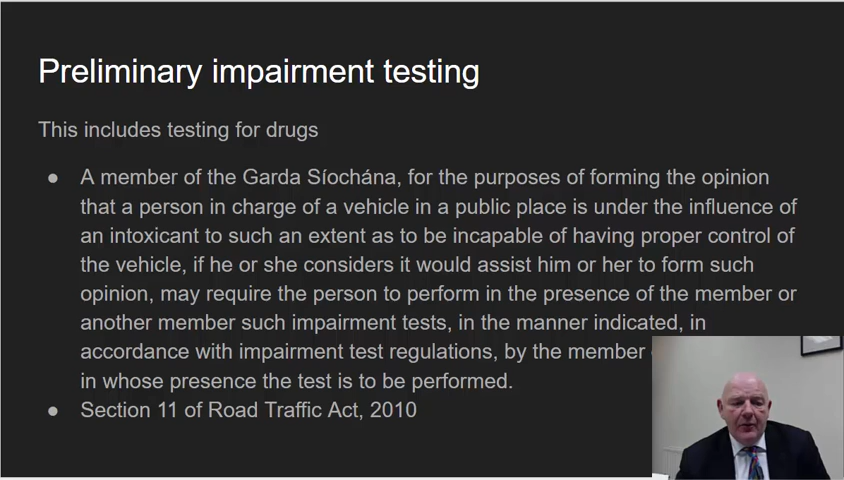 Preliminary impairment testing
This includes testing for drugs
● A member of the Garda Síochána, for the purposes of forming the opinion
that a person in charge of a vehicle in a public place is under the influence of
an intoxicant to such an extent as to be incapable of having proper control of
the vehicle, if he or she considers it would assist him or her to form such
opinion, may require the person to perform in the presence of the member or
another member such impairment tests, in the manner indicated, in
accordance with impairment test regulations, by the member
in whose presence the test is to be performed.
● Section 11 of Road Traffic Act, 2010